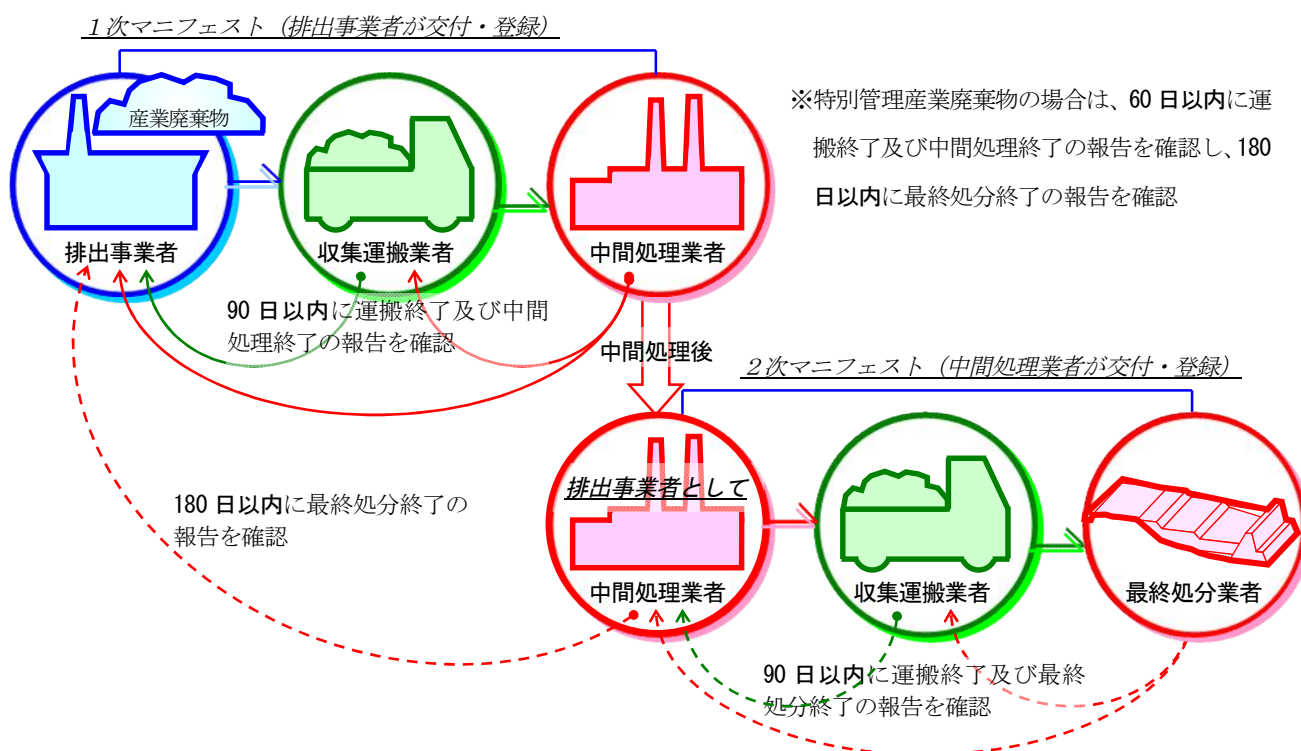 １次マニフェスト（排出事業者が交付・登録）
産業廃棄物
排出事業者
収集運搬業者
中間処理業者
※特別管理産業廃棄物の場合は、60 日以内に運
搬終了及び中間処理終了の報告を確認し、180
日以内に最終処分終了の報告を確認
90 日以内に運搬終了及び中間
処理終了の報告を確認
中間処理後
２次マニフェスト（中間処理業者が交付・登録）
180 日以内に最終処分終了の
報告を確認
排出事業者として
中間処理業者
収集運搬業者
最終処分業者
90 日以内に運搬終了及び最終
処分終了の報告を確認